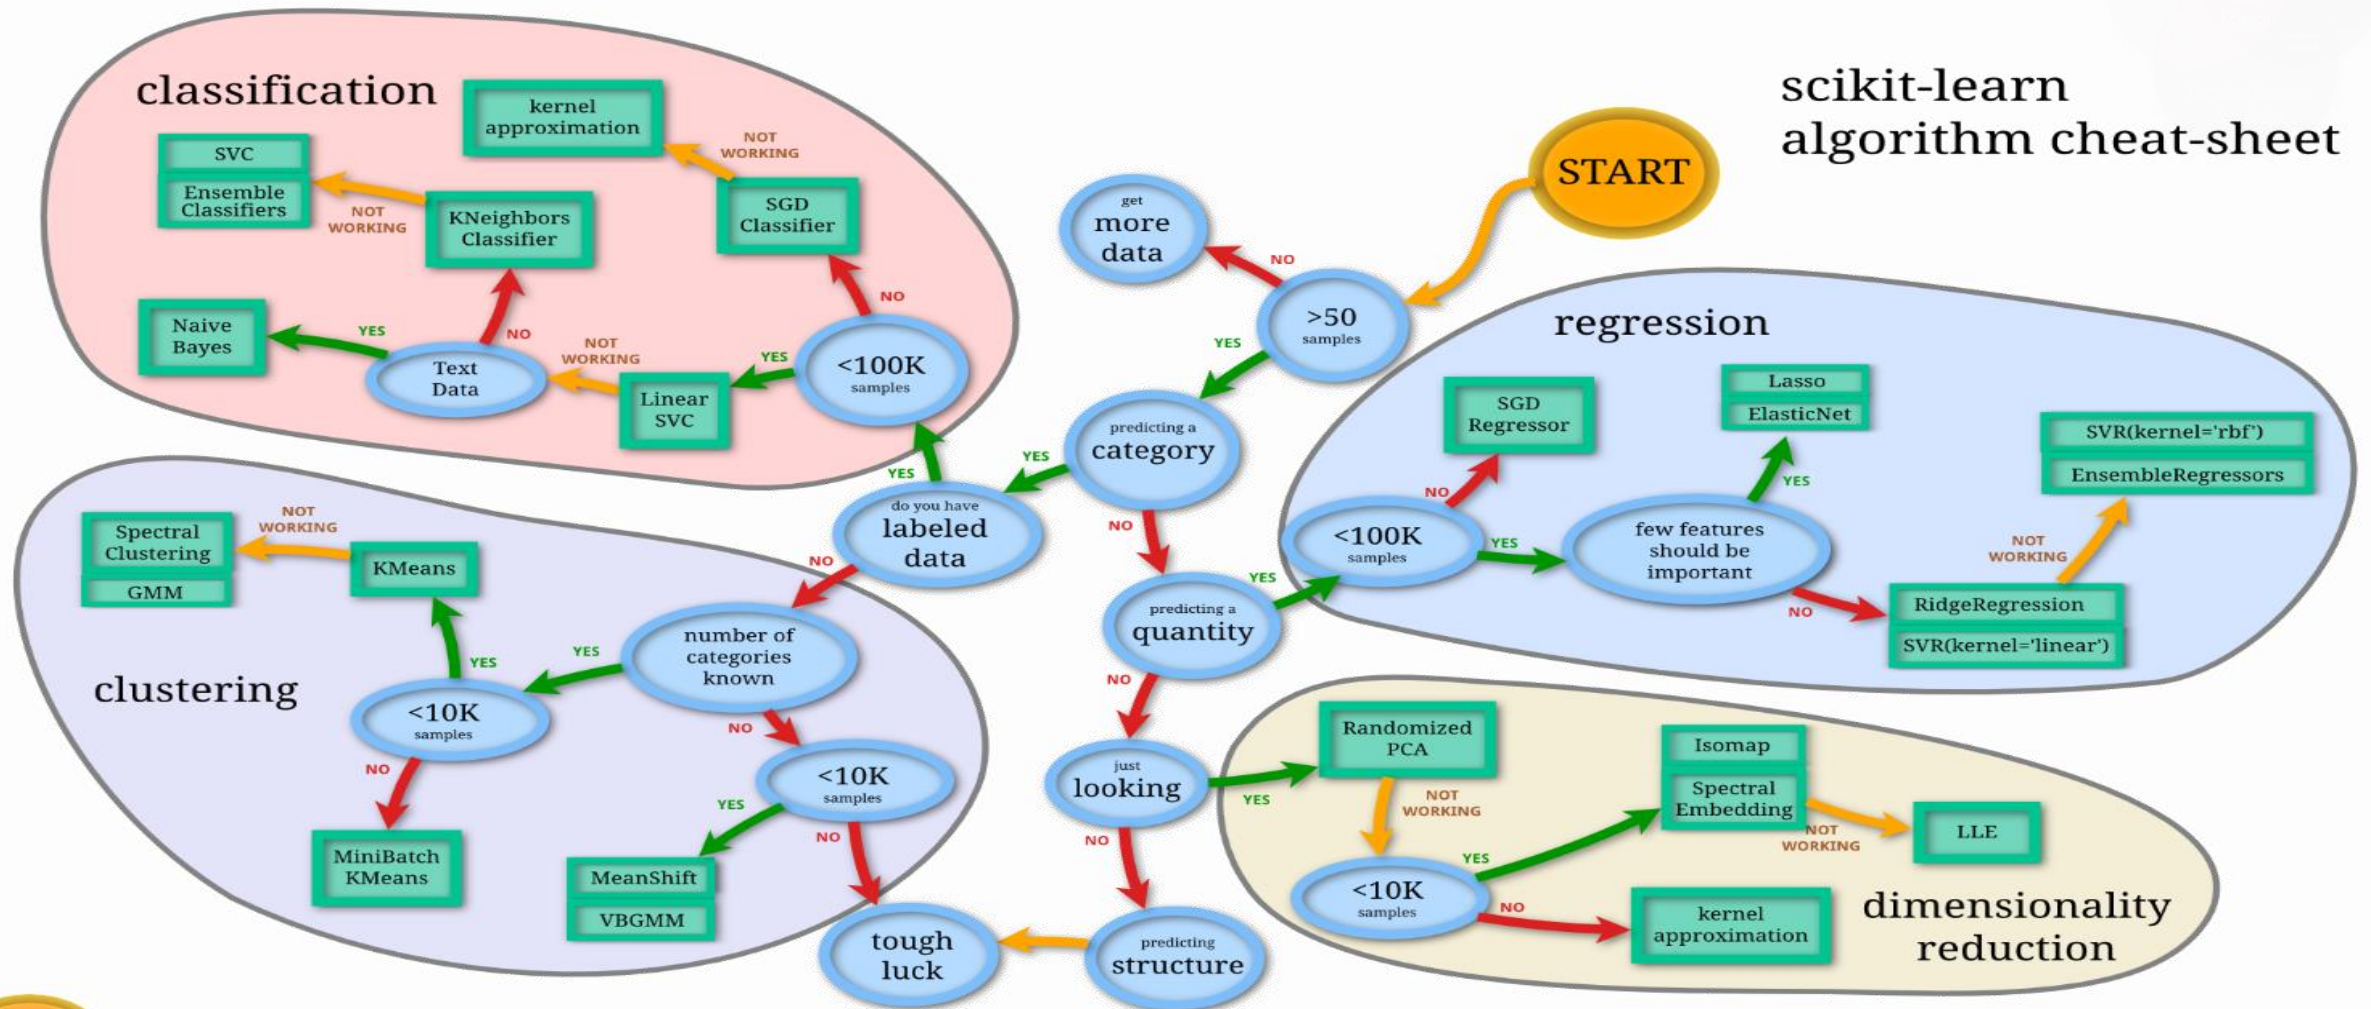 scikit-learn
algorithm cheat-sheet
START
>50
samples
NO
get
more
data
YES
predicting a
category
YES
do you have
labeled
data
NO
predicting a
quantity
YES
NO
just
looking
YES
NO
predicting
structure
tough
luck
classification
YES
<100K
samples
NO
SGD
Classifier
NOT
WORKING
kernel
approximation
YES
Linear
SVC
NOT
WORKING
Text
Data
YES
Naive
Bayes
NO
KNeighbors
Classifier
NOT
WORKING
SVC
Ensemble
Classifiers
clustering
NO
number of
categories
known
YES
<10K
samples
YES
KMeans
NOT
WORKING
Spectral
Clustering
GMM
NO
MiniBatch
KMeans
NO
<10K
samples
YES
MeanShift
VBGMM
NO
regression
<100K
samples
NO
SGD
Regressor
YES
few features
should be
important
YES
Lasso
ElasticNet
NO
RidgeRegression
SVR(kernel='linear')
NOT
WORKING
SVR(kernel='rbf')
EnsembleRegressors
dimensionality
reduction
Randomized
PCA
NOT
WORKING
<10K
samples
YES
Isomap
Spectral
Embedding
NOT
WORKING
LLE
NO
kernel
approximation